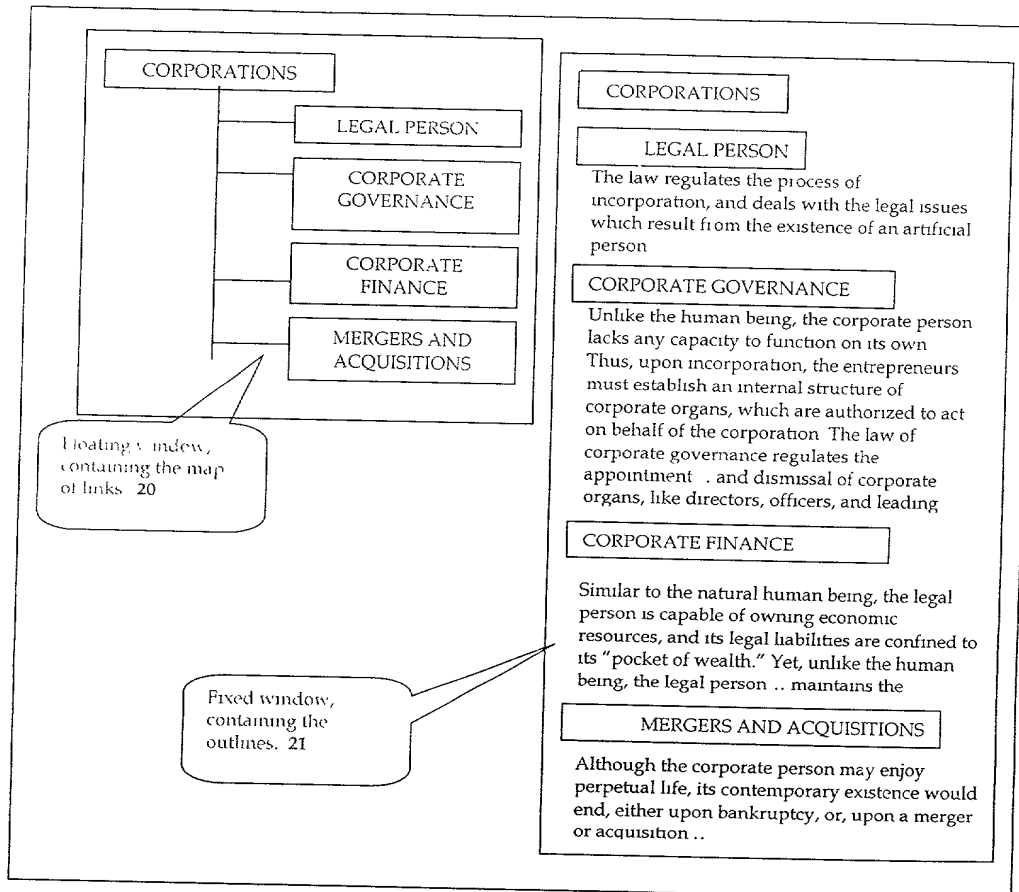 CORPORATIONS
LEGAL PERSON
CORPORATE
GOVERNANCE
CORPORATE
FINANCE
MERGERS AND
ACQUISITIONS
Floating window,
containing the map
of links 20
Fixed window,
containing the
outlines. 21
CORPORATIONS
LEGAL PERSON
The law regulates the process of
incorporation, and deals with the legal issues
which result from the existence of an artificial
person
CORPORATE GOVERNANCE
Unlike the human being, the corporate person
lacks any capacity to function on its own
Thus, upon incorporation, the entrepreneurs
must establish an internal structure of
corporate organs, which are authorized to act
on behalf of the corporation The law of
corporate governance regulates the
appointment . and dismissal of corporate
organs, like directors, officers, and leading
CORPORATE FINANCE
Similar to the natural human being, the legal
person is capable of owning economic
resources, and its legal liabilities are confined to
its "pocket of wealth." Yet, unlike the human
being, the legal person .. maintains the
MERGERS AND ACQUISITIONS
Although the corporate person may enjoy
perpetual life, its contemporary existence would
end, either upon bankruptcy, or, upon a merger
or acquisition ..